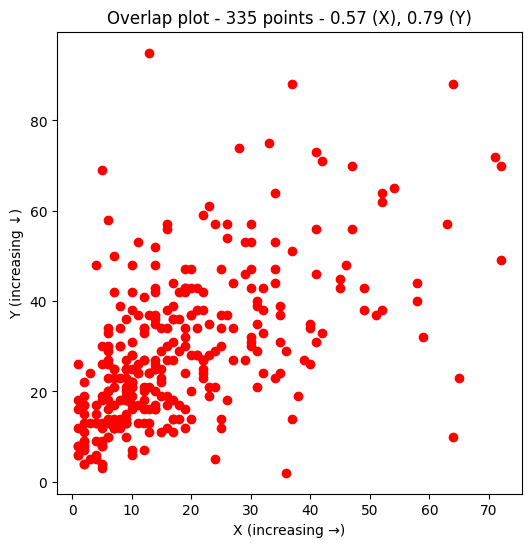 Overlap plot - 335 points - 0.57 (X), 0.79 (Y)
80
60
40
20
0
Y (increasing ↓)
0 10 20 30 40 50 60 70
X (increasing →)